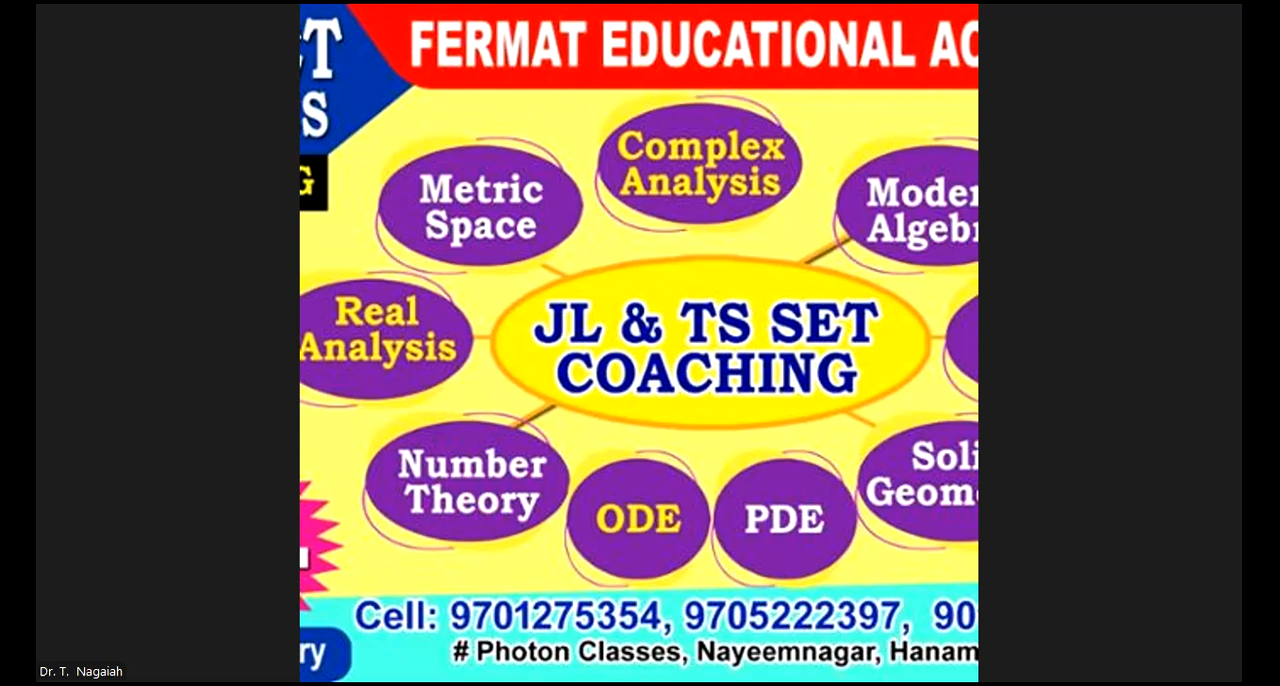 T
FERMAT EDUCATIONAL AC
S
G
Complex
Analysis
Metric
Space
Moder
Algebr
Real
Analysis
JL & TS SET
COACHING
Number
Theory
ODE
PDE
Soli
Geom
Cell: 9701275354, 9705222397, 90
# Photon Classes, Nayeemnagar, Hanam
ry
Dr. T. Nagaiah